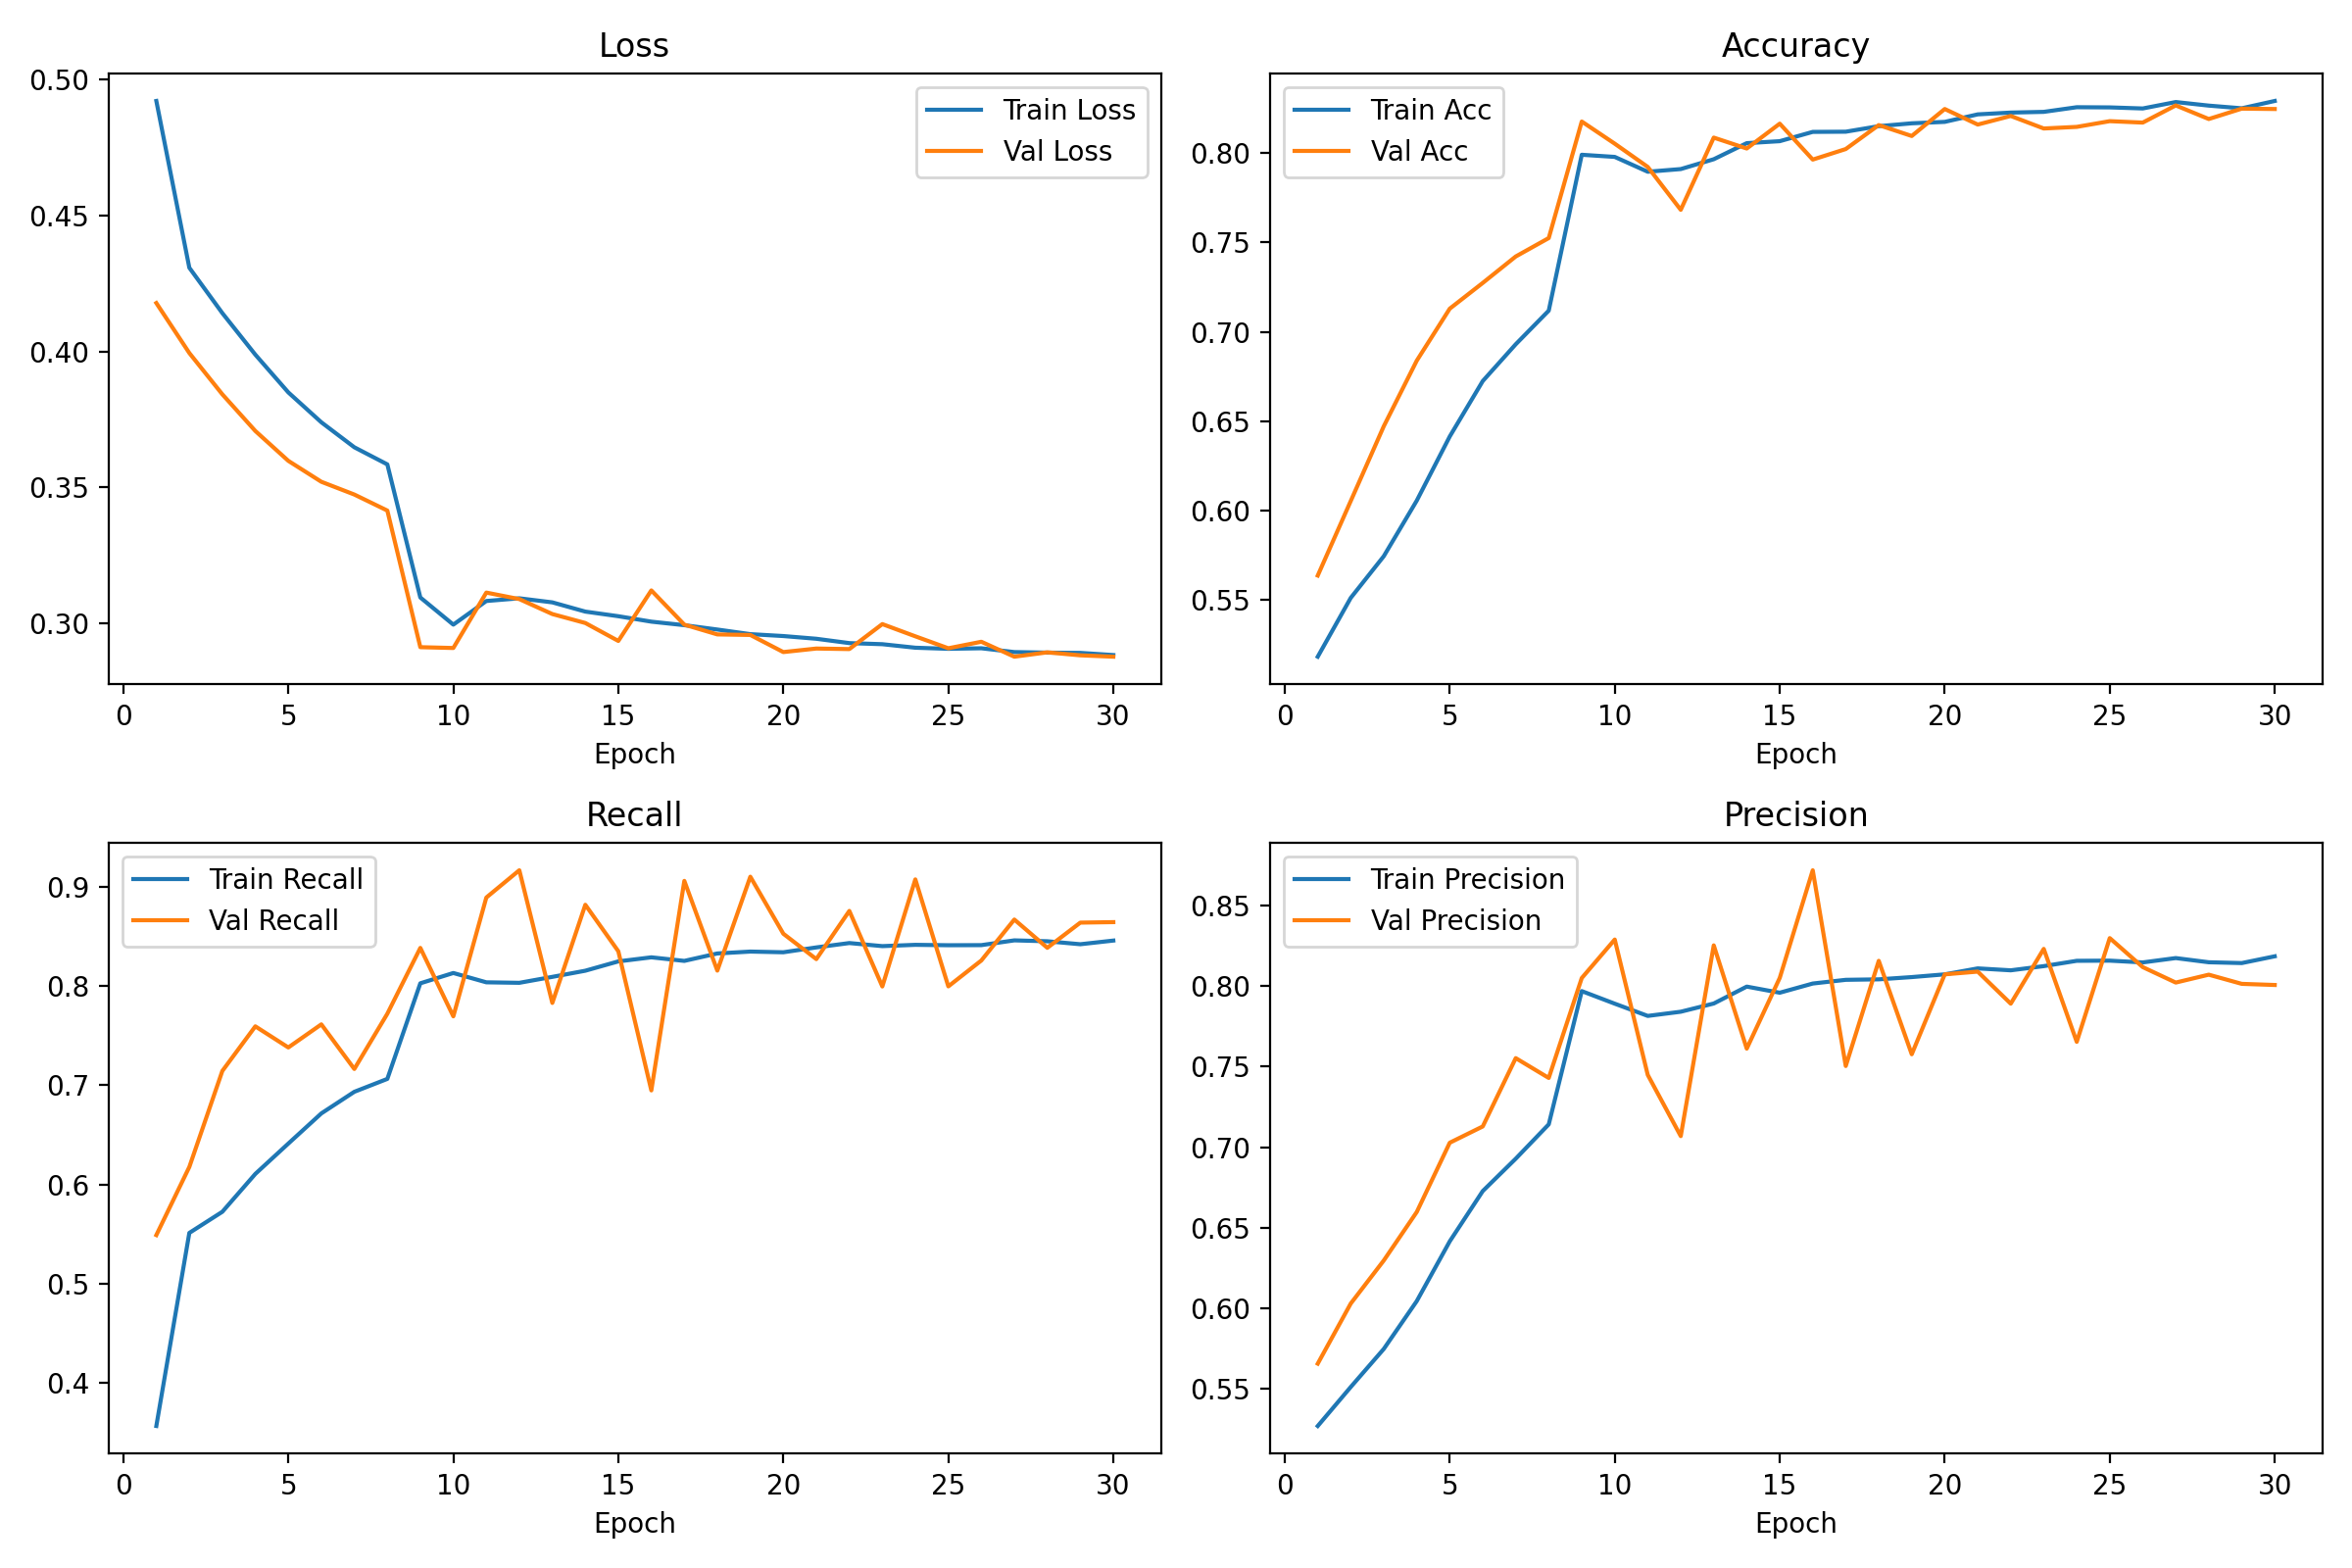 Loss
0.50
0.45
0.40
0.35
0.30
Train Loss
Val Loss
0 5 10 15 20 25 30
Epoch
Accuracy
0.80
0.75
0.70
0.65
0.60
0.55
Train Acc
Val Acc
0 5 10 15 20 25 30
Epoch
Recall
0.9
0.8
0.7
0.6
0.5
0.4
Train Recall
Val Recall
0 5 10 15 20 25 30
Epoch
Precision
0.85
0.80
0.75
0.70
0.65
0.60
0.55
Train Precision
Val Precision
0 5 10 15 20 25 30
Epoch